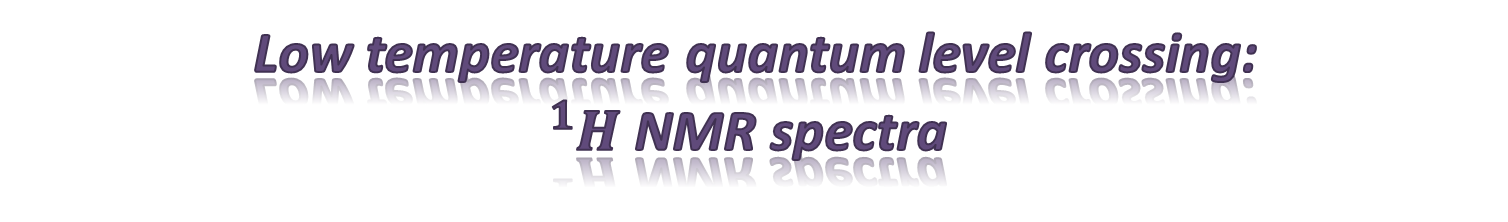 Low temperature quantum level crossing:
¹H NMR spectra